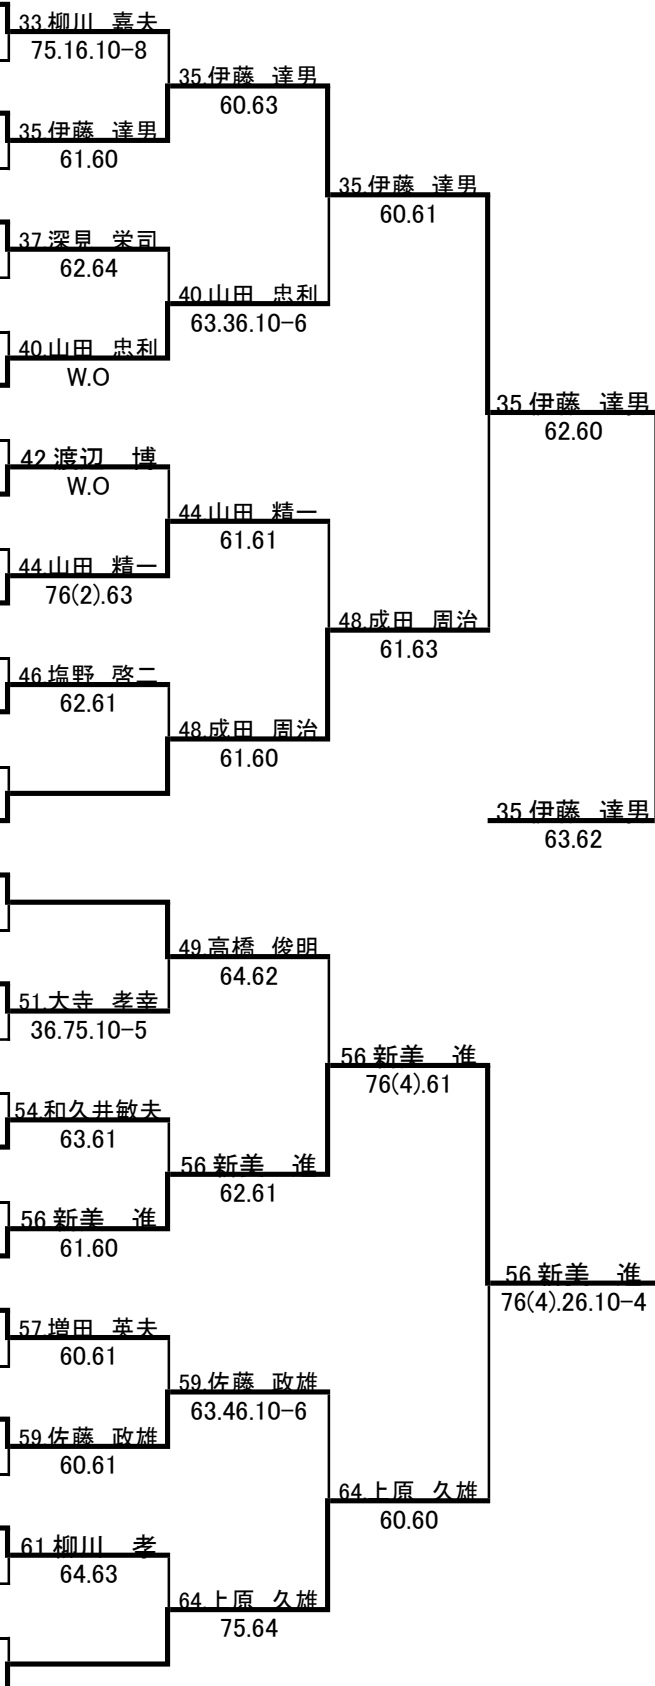 33.柳川 嘉夫
75.16.10-8
35.伊藤 達男
60.63
35.伊藤 達男
61.60
35.伊藤 達男
60.61
37.深見 栄司
62.64
40.山田 忠利
63.36.10-6
40.山田 忠利
W.O
35 伊藤 達男
62.60
42 渡辺 博
W.O
44.山田 精一
61.61
44.山田 精一
76(2).63
48.成田 周治
61.63
46.塩野 啓二
62.61
48.成田 周治
61.60
35 伊藤 達男
63.62
49.高橋 俊明
64.62
51.大寺 孝幸
36.75.10-5
56 新美 進
76(4).61
54.和久井敏夫
63.61
56 新美 進
62.61
56 新美 進
61.60
56 新美 進
76(4).26.10-4
57.増田 英夫
60.61
59.佐藤 政雄
63.46.10-6
59.佐藤 政雄
60.61
64.上原 久雄
60.60
61 柳川 孝
64.63
64.上原 久雄
75.64